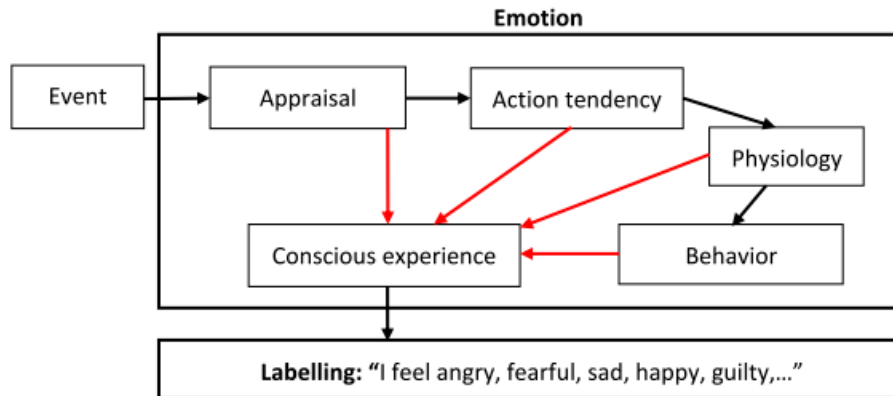 Emotion
Event
Appraisal
Action tendency
Physiology
Conscious experience
Behavior
Labelling: “I feel angry, fearful, sad, happy, guilty,…”